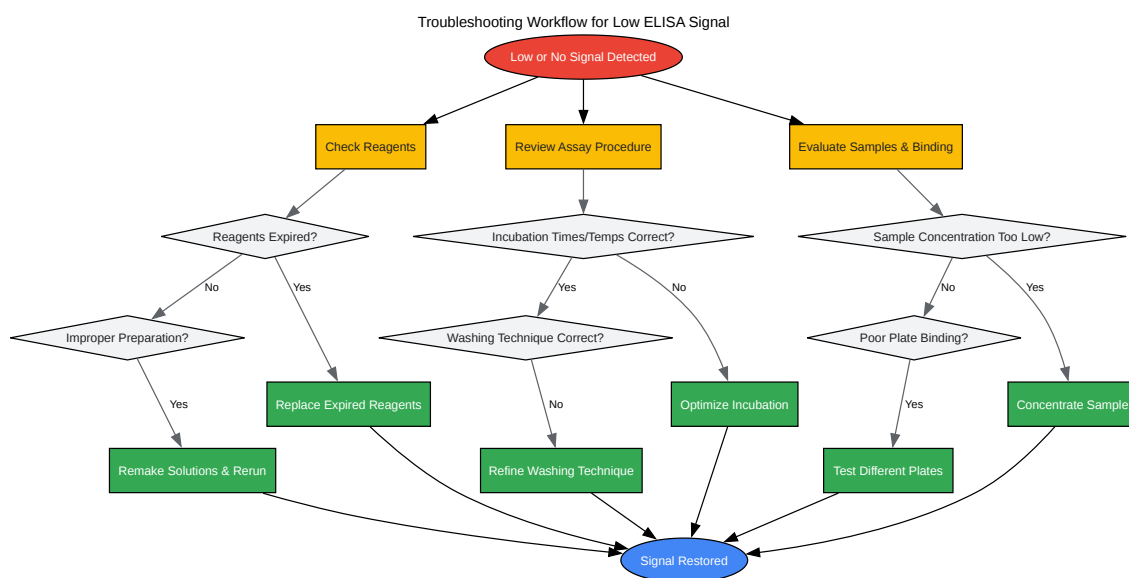 Troubleshooting Workflow for Low ELISA Signal
Low or No Signal Detected
Check Reagents
Review Assay Procedure
Evaluate Samples & Binding
Reagents Expired?
Incubation Times/Temps Correct?
Sample Concentration Too Low?
No
Yes
Yes
No
No
Yes
Improper Preparation?
Washing Technique Correct?
Poor Plate Binding?
Yes
Replace Expired Reagents
No
Optimize Incubation
Yes
Concentrate Sample
Remake Solutions & Rerun
Refine Washing Technique
Test Different Plates
Signal Restored